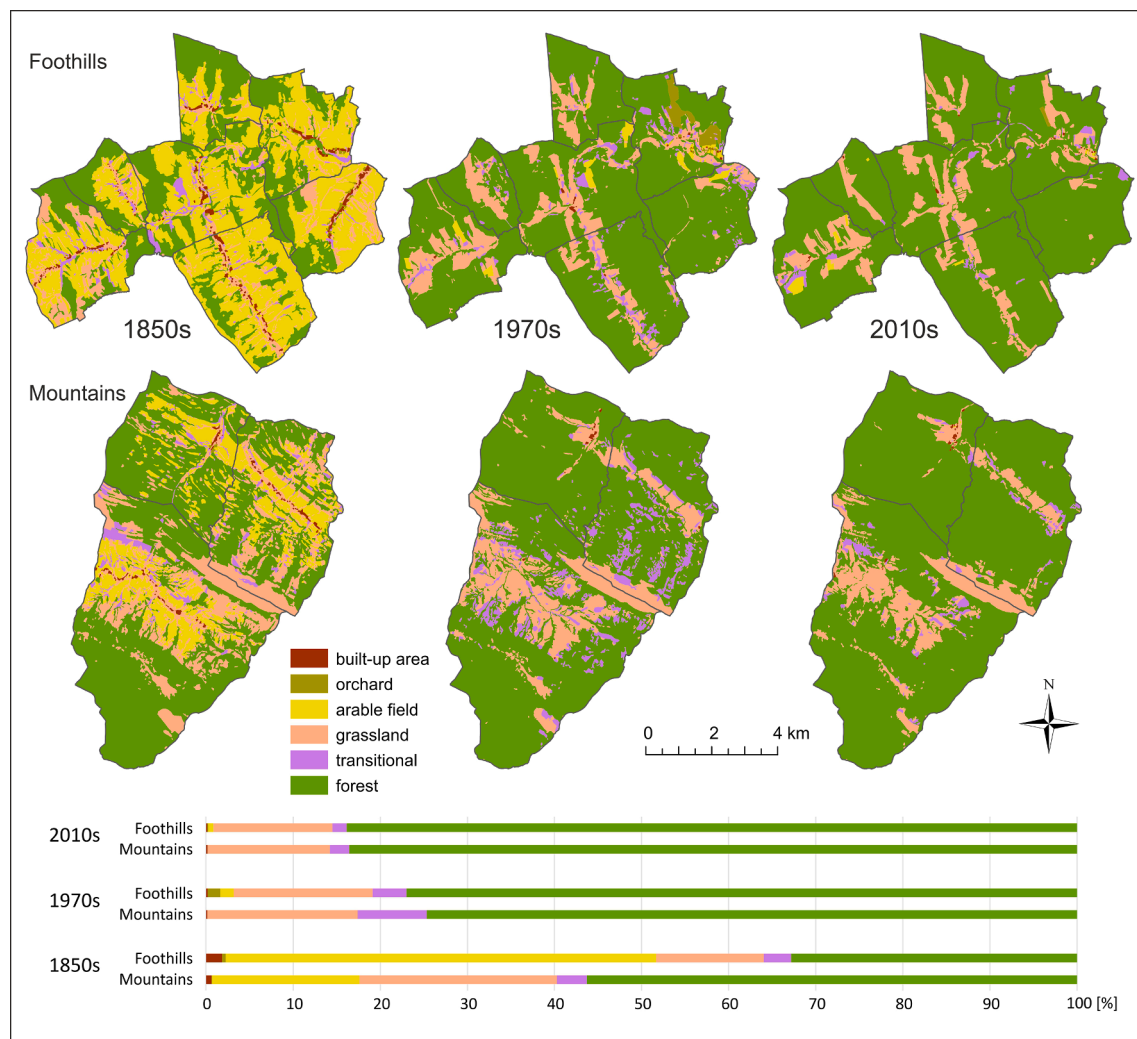 Foothills
1850s
1970s
2010s
Mountains
built-up area
orchard
arable field
grassland
transitional
forest
0 2 4 km
N
2010s
Foothills
Mountains
1970s
Foothills
Mountains
1850s
Foothills
Mountains
0 10 20 30 40 50 60 70 80 90 100 [%]